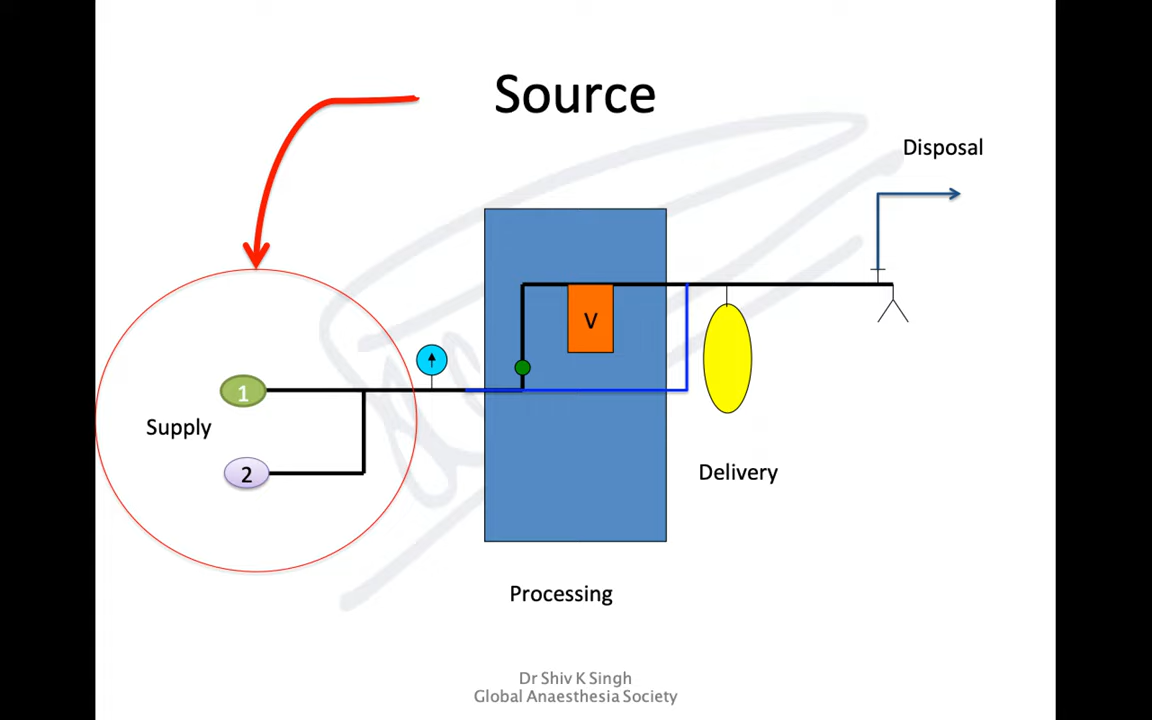 Source
Disposal
V
1
Supply
2
Delivery
Processing
Dr Shiv K Singh
Global Anaesthesia Society